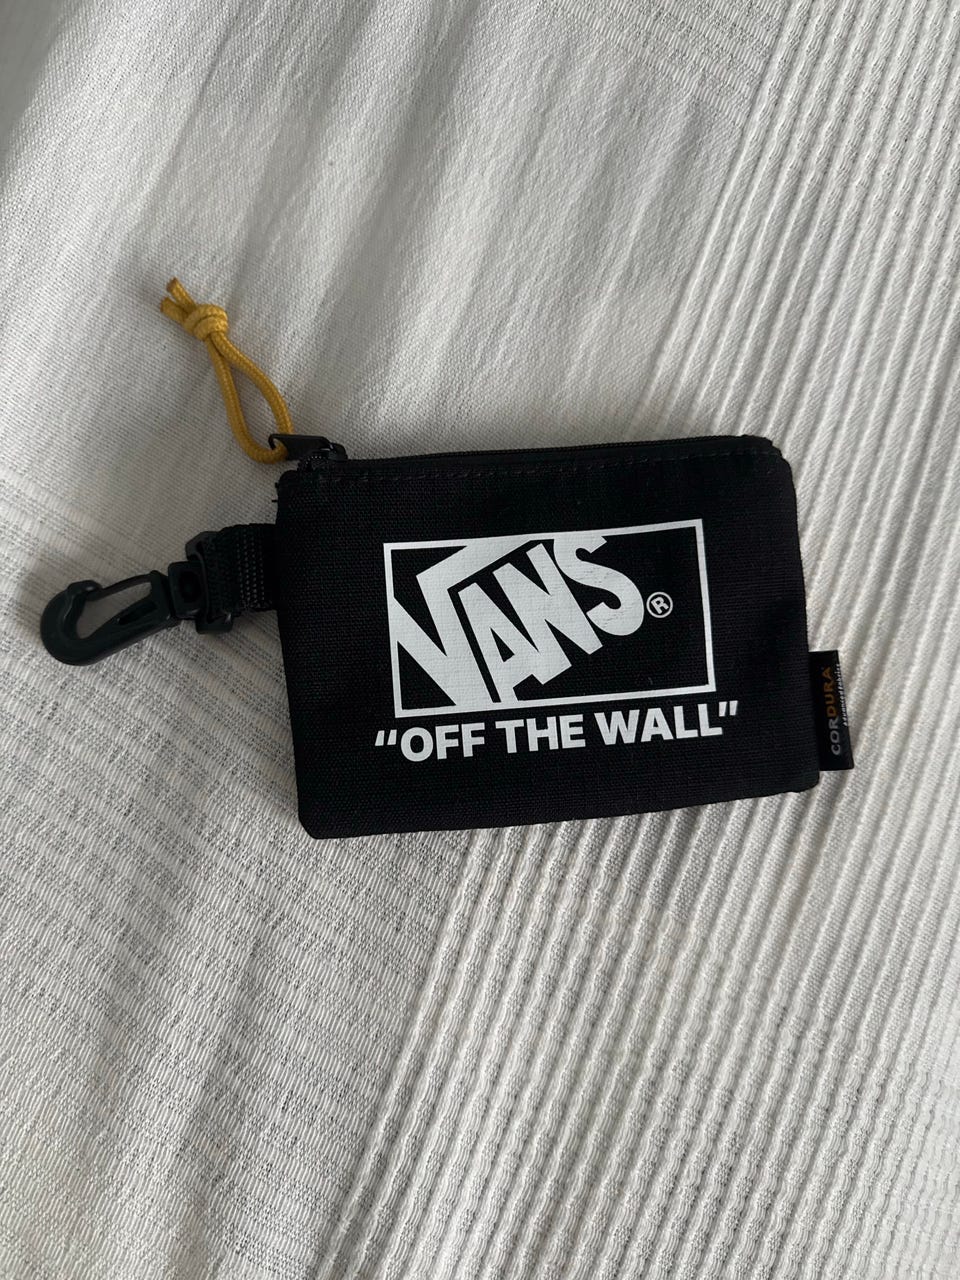 VANS®
“OFF THE WALL”
CORDURA